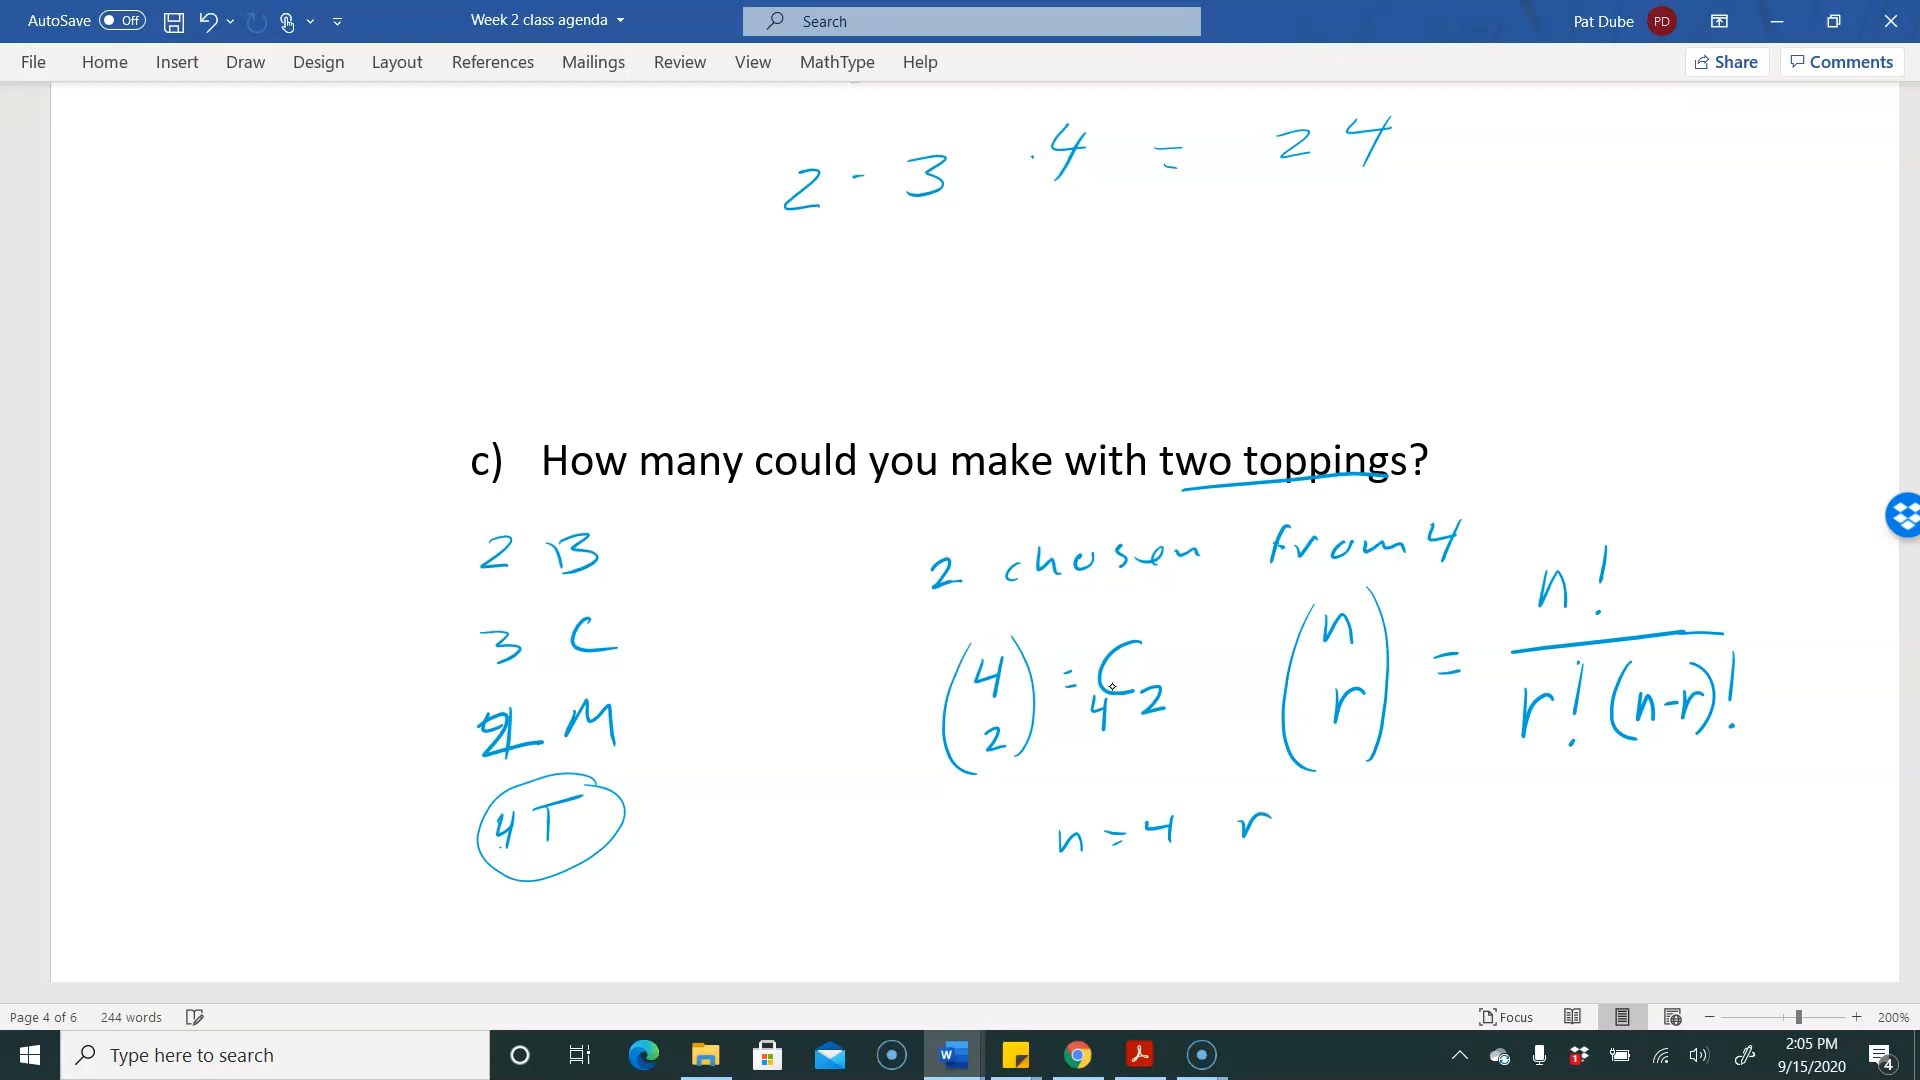 AutoSave Off Week 2 class agenda Search Pat Dube PD
File Home Insert Draw Design Layout References Mailings Review View MathType Help Share Comments
2 · 3 · 4 = 24
c) How many could you make with two toppings?
2 B
3 C
M
4 T
2 chosen from 4
(4 2) = 4C2
(n r) = n! / r!(n-r)!
n = 4 r
Page 4 of 6 244 words Focus 200%
Type here to search
W
1
2:05 PM
9/15/2020
4